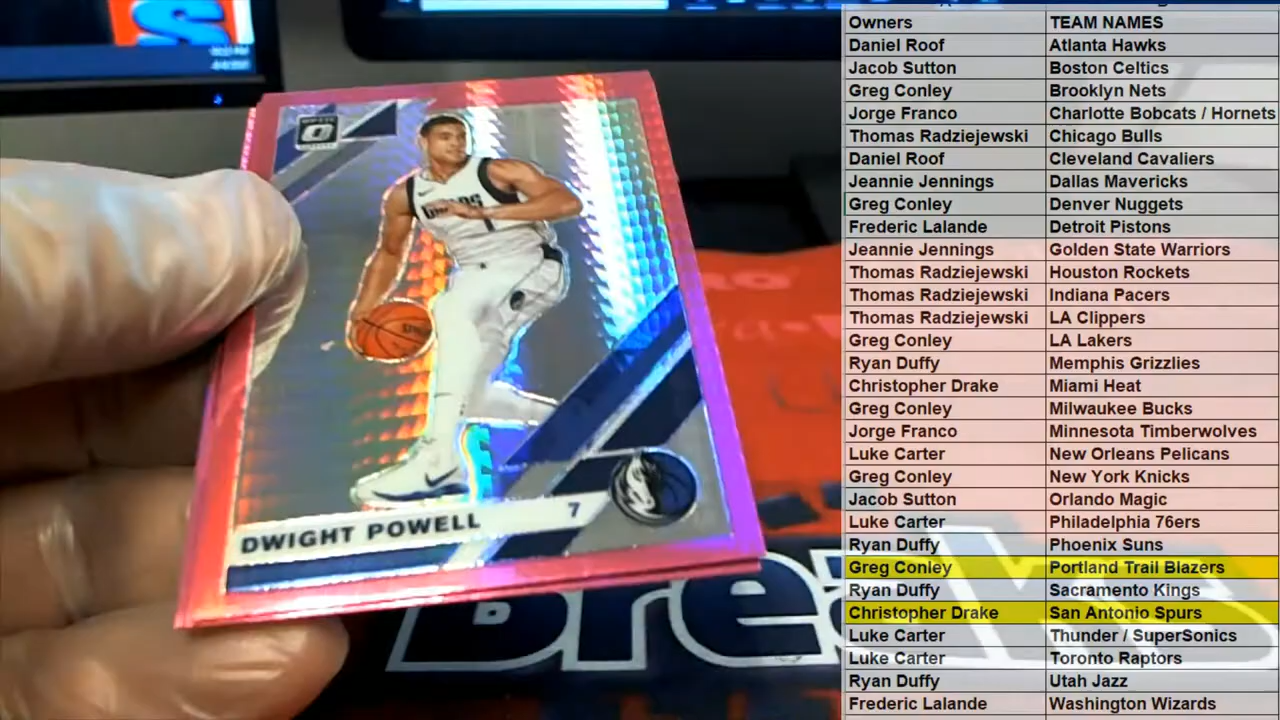 Owners TEAM NAMES
Daniel Roof Atlanta Hawks
Jacob Sutton Boston Celtics
Greg Conley Brooklyn Nets
Jorge Franco Charlotte Bobcats / Hornets
Thomas Radziejewski Chicago Bulls
Daniel Roof Cleveland Cavaliers
Jeannie Jennings Dallas Mavericks
Greg Conley Denver Nuggets
Frederic Lalande Detroit Pistons
Jeannie Jennings Golden State Warriors
Thomas Radziejewski Houston Rockets
Thomas Radziejewski Indiana Pacers
Thomas Radziejewski LA Clippers
Greg Conley LA Lakers
Ryan Duffy Memphis Grizzlies
Christopher Drake Miami Heat
Greg Conley Milwaukee Bucks
Jorge Franco Minnesota Timberwolves
Luke Carter New Orleans Pelicans
Greg Conley New York Knicks
Jacob Sutton Orlando Magic
Luke Carter Philadelphia 76ers
Ryan Duffy Phoenix Suns
Greg Conley Portland Trail Blazers
Ryan Duffy Sacramento Kings
Christopher Drake San Antonio Spurs
Luke Carter Thunder / SuperSonics
Luke Carter Toronto Raptors
Ryan Duffy Utah Jazz
Frederic Lalande Washington Wizards
DWIGHT POWELL 7
Breaks